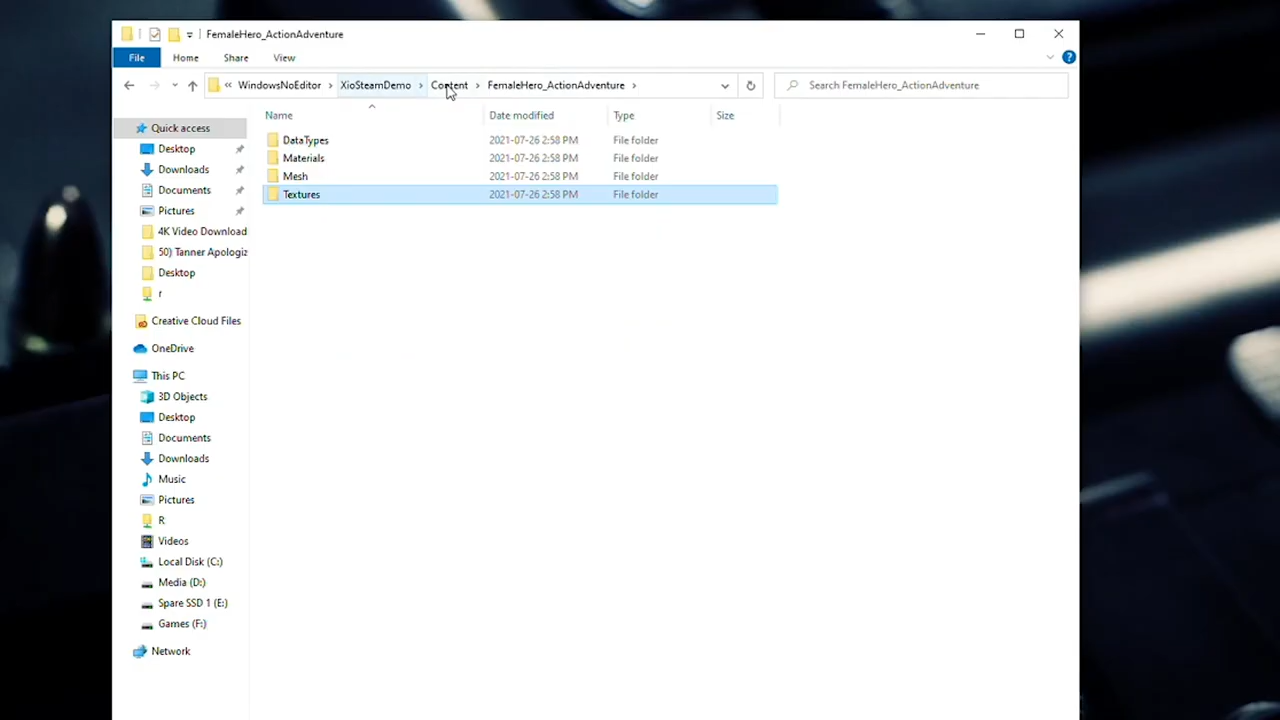 FemaleHero_ActionAdventure
File Home Share View
« WindowsNoEditor › XioSteamDemo › Content › FemaleHero_ActionAdventure ›
Search FemaleHero_ActionAdventure
Name Date modified Type Size
DataTypes 2021-07-26 2:58 PM File folder
Materials 2021-07-26 2:58 PM File folder
Mesh 2021-07-26 2:58 PM File folder
Textures 2021-07-26 2:58 PM File folder
Quick access
Desktop
Downloads
Documents
Pictures
4K Video Download
50) Tanner Apologiz
Desktop
r
Creative Cloud Files
OneDrive
This PC
3D Objects
Desktop
Documents
Downloads
Music
Pictures
R
Videos
Local Disk (C:)
Media (D:)
Spare SSD 1 (E:)
Games (F:)
Network